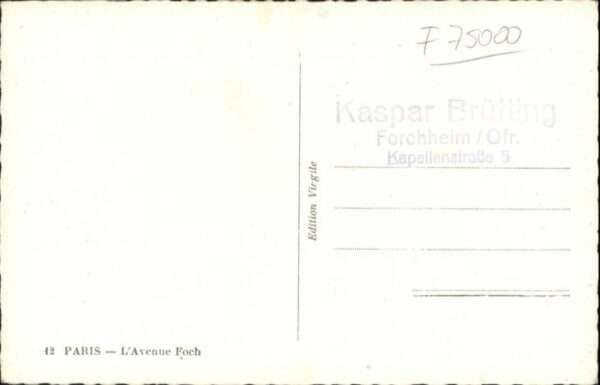 F 75000
Kaspar Brütting
Forchheim / Ofr.
Kapellenstraße 5
Edition Virgile
12 PARIS — L'Avenue Foch